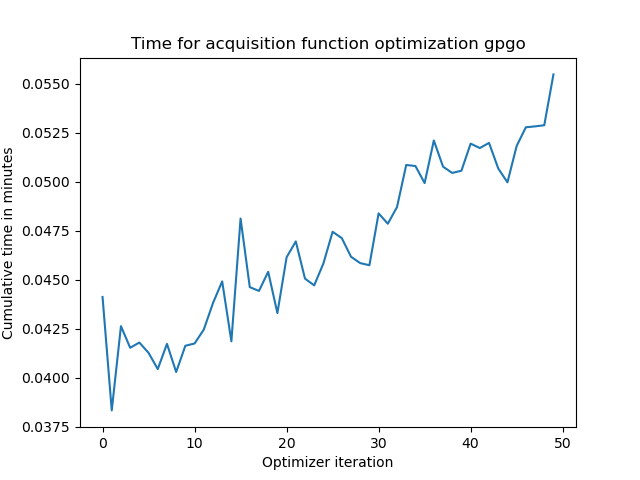 Time for acquisition function optimization gpgo
Cumulative time in minutes
0.0550
0.0525
0.0500
0.0475
0.0450
0.0425
0.0400
0.0375
0 10 20 30 40 50
Optimizer iteration